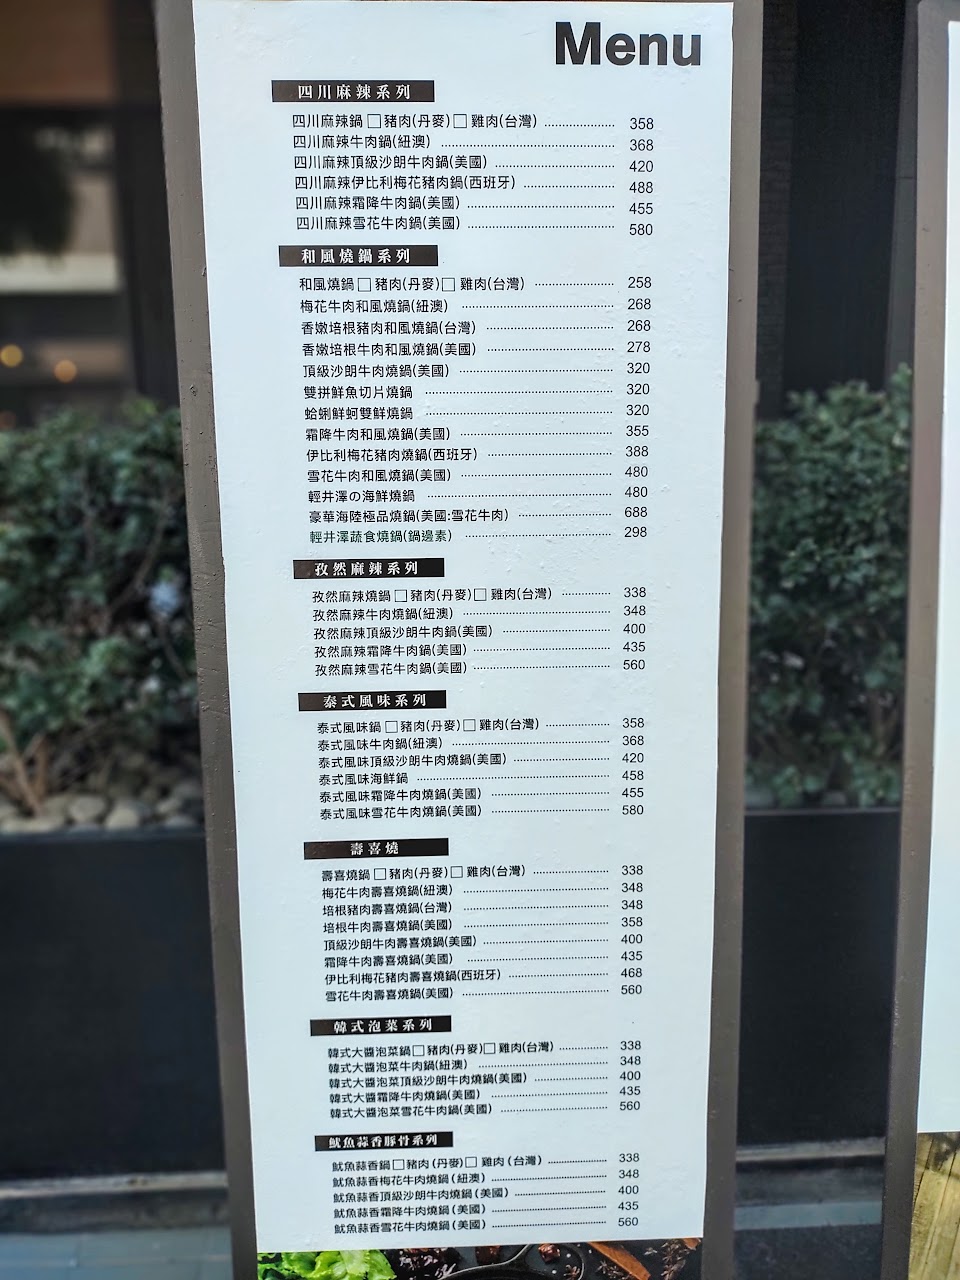 Menu
四川麻辣系列
四川麻辣鍋□豬肉(丹麥)□雞肉(台灣) 358
四川麻辣牛肉鍋(紐澳) 368
四川麻辣頂級沙朗牛肉鍋(美國) 420
四川麻辣伊比利梅花豬肉鍋(西班牙) 488
四川麻辣霜降牛肉鍋(美國) 455
四川麻辣雪花牛肉鍋(美國) 580
和風燒鍋系列
和風燒鍋□豬肉(丹麥)□雞肉(台灣) 258
梅花牛肉和風燒鍋(紐澳) 268
香嫩培根豬肉和風燒鍋(台灣) 268
香嫩培根牛肉和風燒鍋(美國) 278
頂級沙朗牛肉燒鍋(美國) 320
雙拼鮮魚切片燒鍋 320
蛤蜊鮮蚵雙鮮燒鍋 320
霜降牛肉和風燒鍋(美國) 355
伊比利梅花豬肉燒鍋(西班牙) 388
雪花牛肉和風燒鍋(美國) 480
輕井澤の海鮮燒鍋 480
豪華海陸極品燒鍋(美國:雪花牛肉) 688
輕井澤蔬食燒鍋(鍋邊素) 298
孜然麻辣系列
孜然麻辣燒鍋□豬肉(丹麥)□雞肉(台灣) 338
孜然麻辣牛肉燒鍋(紐澳) 348
孜然麻辣頂級沙朗牛肉鍋(美國) 400
孜然麻辣霜降牛肉鍋(美國) 435
孜然麻辣雪花牛肉鍋(美國) 560
泰式風味系列
泰式風味鍋□豬肉(丹麥)□雞肉(台灣) 358
泰式風味牛肉鍋(紐澳) 368
泰式風味頂級沙朗牛肉燒鍋(美國) 420
泰式風味海鮮鍋 458
泰式風味霜降牛肉燒鍋(美國) 455
泰式風味雪花牛肉燒鍋(美國) 580
壽喜燒
壽喜燒鍋□豬肉(丹麥)□雞肉(台灣) 338
梅花牛肉壽喜燒鍋(紐澳) 348
培根豬肉壽喜燒鍋(台灣) 348
培根牛肉壽喜燒鍋(美國) 358
頂級沙朗牛肉壽喜燒鍋(美國) 400
霜降牛肉壽喜燒鍋(美國) 435
伊比利梅花豬肉壽喜燒鍋(西班牙) 468
雪花牛肉壽喜燒鍋(美國) 560
韓式泡菜系列
韓式大醬泡菜鍋□豬肉(丹麥)□雞肉(台灣) 338
韓式大醬泡菜牛肉鍋(紐澳) 348
韓式大醬泡菜頂級沙朗牛肉燒鍋(美國) 400
韓式大醬霜降牛肉燒鍋(美國) 435
韓式大醬泡菜雪花牛肉鍋(美國) 560
魷魚蒜香豚骨系列
魷魚蒜香鍋□豬肉(丹麥)□雞肉(台灣) 338
魷魚蒜香梅花牛肉燒鍋(紐澳) 348
魷魚蒜香頂級沙朗牛肉燒鍋(美國) 400
魷魚蒜香霜降牛肉燒鍋(美國) 435
魷魚蒜香雪花牛肉燒鍋(美國) 560